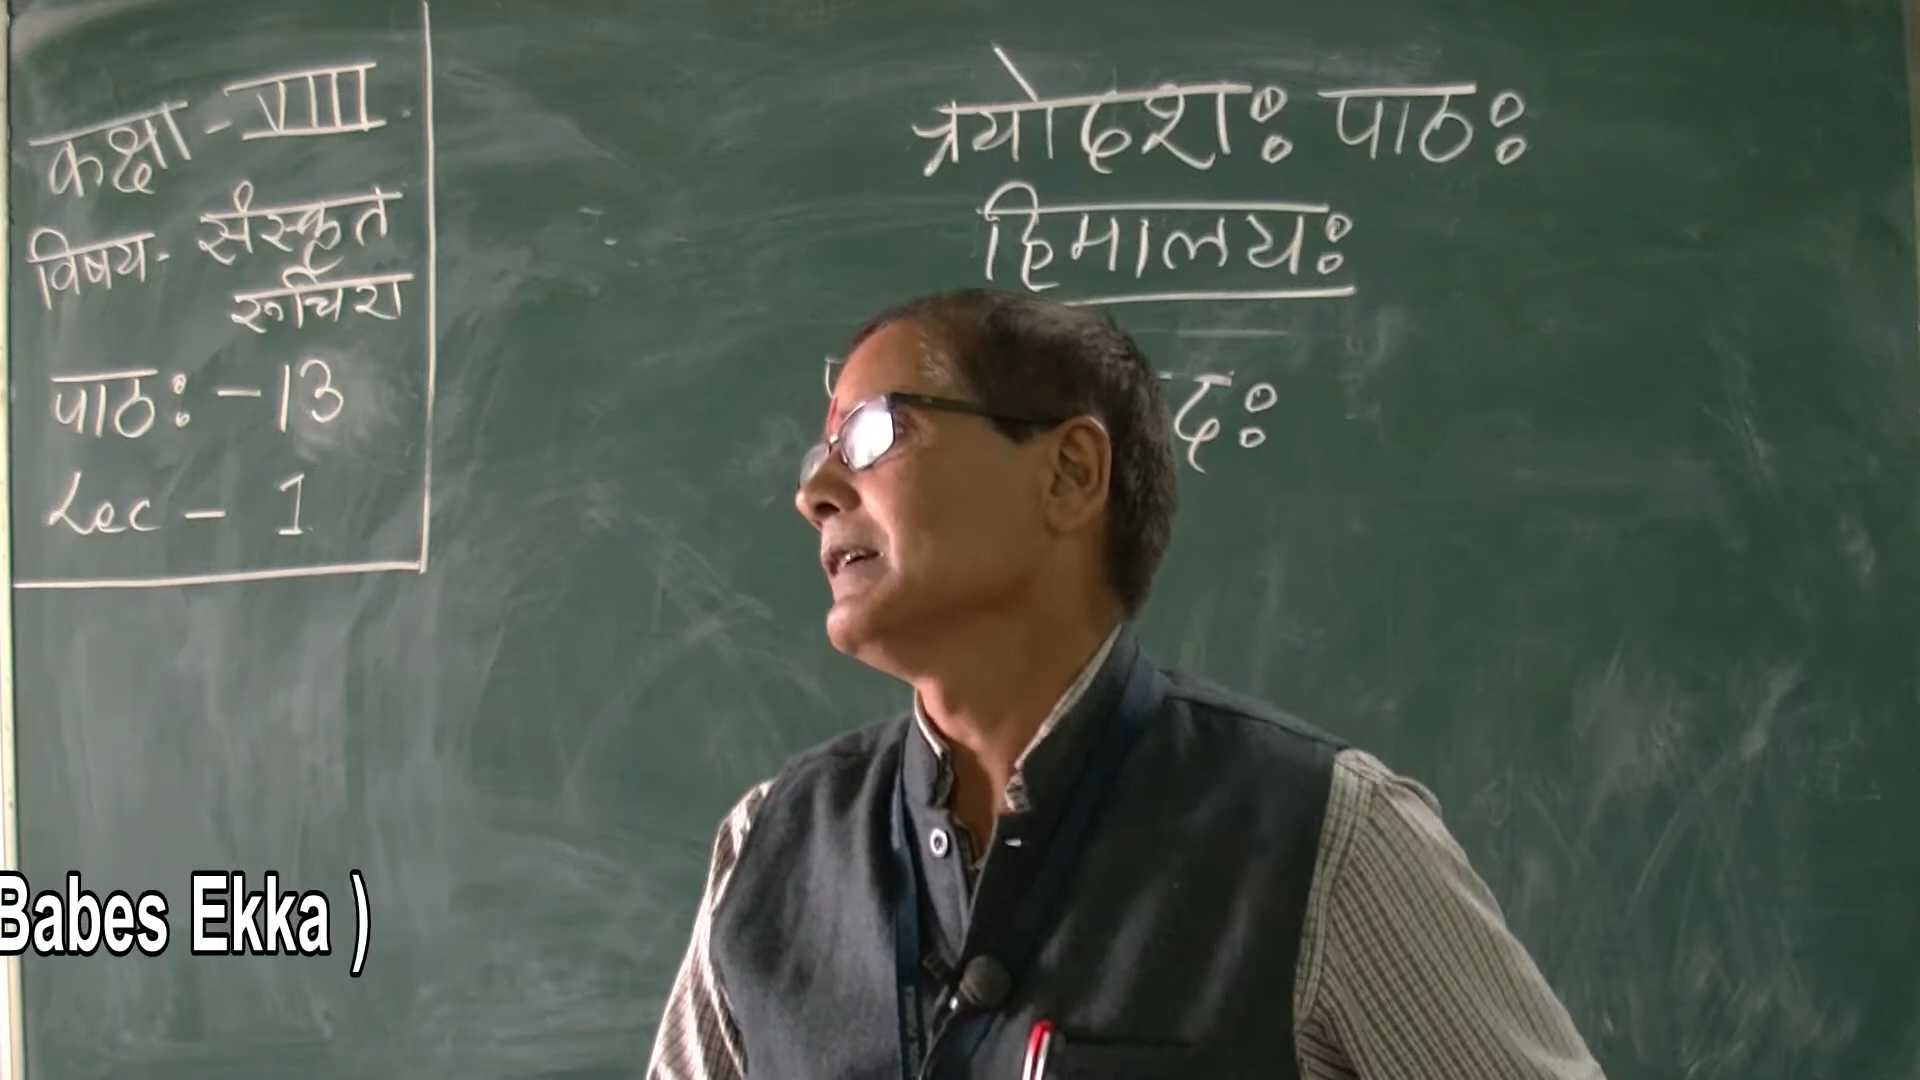 कक्षा - VIII.
विषय - संस्कृत
रूचिरा
पाठः - 13
Lec - 1
त्रयोदशः पाठः
हिमालयः
Babes Ekka )